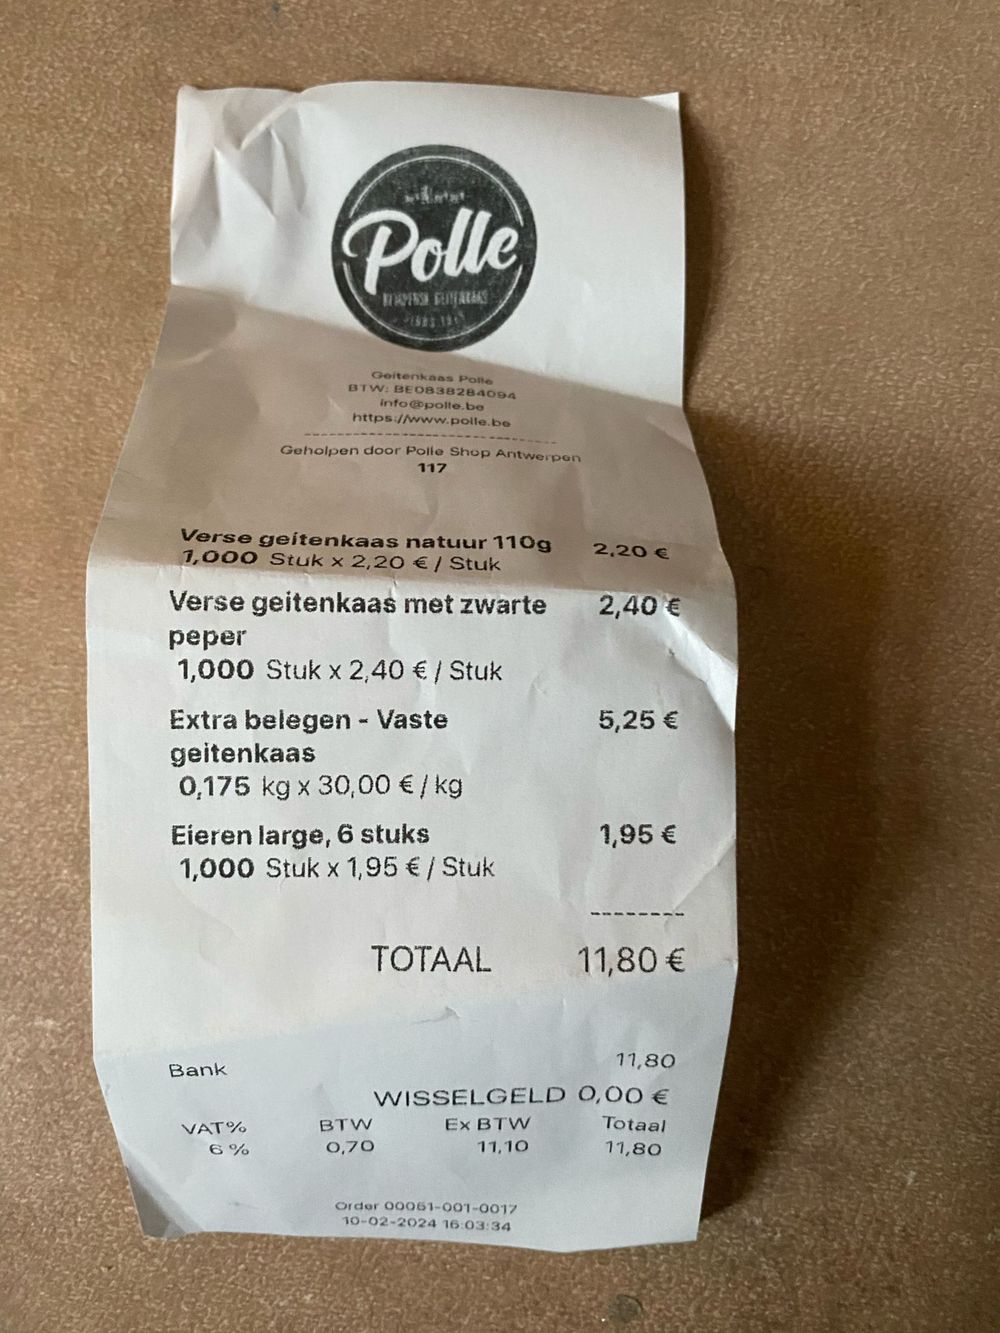 Polle
KEMPENSE GEITENKAAS
Geitenkaas Polle
BTW: BE0838284094
info@polle.be
https://www.polle.be
Geholpen door Polle Shop Antwerpen
117
Verse geitenkaas natuur 110g 2,20 €
1,000 Stuk x 2,20 € / Stuk
Verse geitenkaas met zwarte 2,40 €
peper
1,000 Stuk x 2,40 € / Stuk
Extra belegen - Vaste 5,25 €
geitenkaas
0,175 kg x 30,00 € / kg
Eieren large, 6 stuks 1,95 €
1,000 Stuk x 1,95 € / Stuk
--------
TOTAAL 11,80 €
Bank 11,80
WISSELGELD 0,00 €
VAT% BTW Ex BTW Totaal
6 % 0,70 11,10 11,80
Order 00061-001-0017
10-02-2024 16:03:34